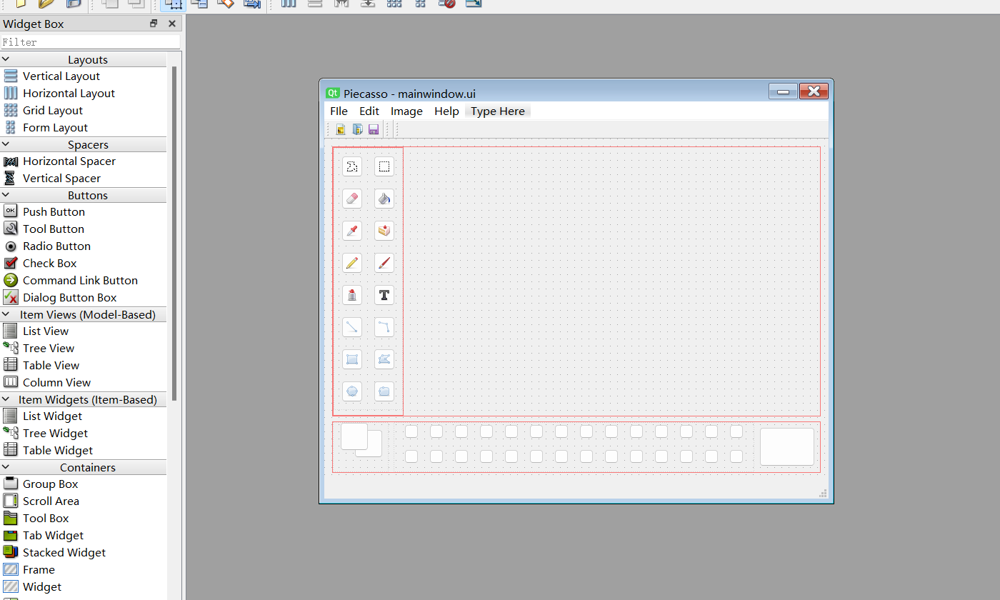 Widget Box
Filter
Layouts
Vertical Layout
Horizontal Layout
Grid Layout
Form Layout
Spacers
Horizontal Spacer
Vertical Spacer
Buttons
OK Push Button
Tool Button
Radio Button
Check Box
Command Link Button
Dialog Button Box
Item Views (Model-Based)
List View
Tree View
Table View
Column View
Item Widgets (Item-Based)
List Widget
Tree Widget
Table Widget
Containers
Group Box
Scroll Area
Tool Box
Tab Widget
Stacked Widget
Frame
Widget
Qt Piecasso - mainwindow.ui
FIle Edit Image Help Type Here
T